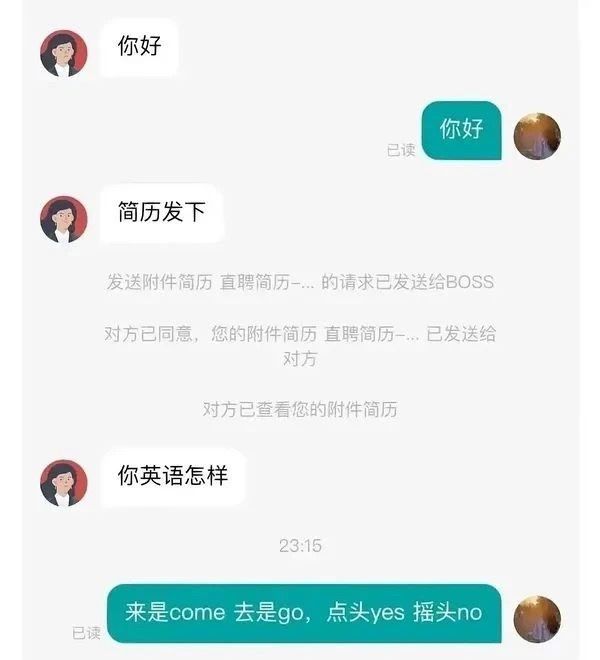 你好
你好
已读
简历发下
发送附件简历 直聘简历-... 的请求已发送给BOSS
对方已同意，您的附件简历 直聘简历-... 已发送给
对方
对方已查看您的附件简历
你英语怎样
23:15
来是come 去是go，点头yes 摇头no
已读